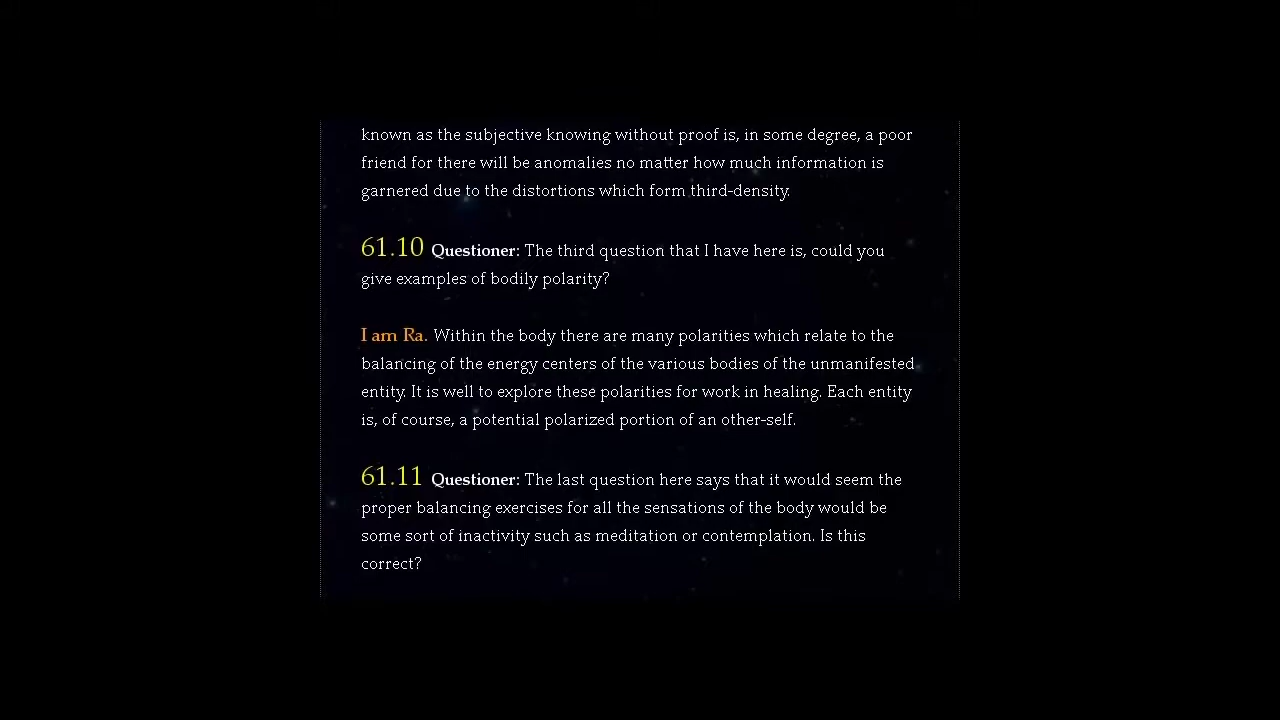 known as the subjective knowing without proof is, in some degree, a poor
friend for there will be anomalies no matter how much information is
garnered due to the distortions which form third-density.
61.10 Questioner: The third question that I have here is, could you
give examples of bodily polarity?
I am Ra. Within the body there are many polarities which relate to the
balancing of the energy centers of the various bodies of the unmanifested
entity. It is well to explore these polarities for work in healing. Each entity
is, of course, a potential polarized portion of an other-self.
61.11 Questioner: The last question here says that it would seem the
proper balancing exercises for all the sensations of the body would be
some sort of inactivity such as meditation or contemplation. Is this
correct?